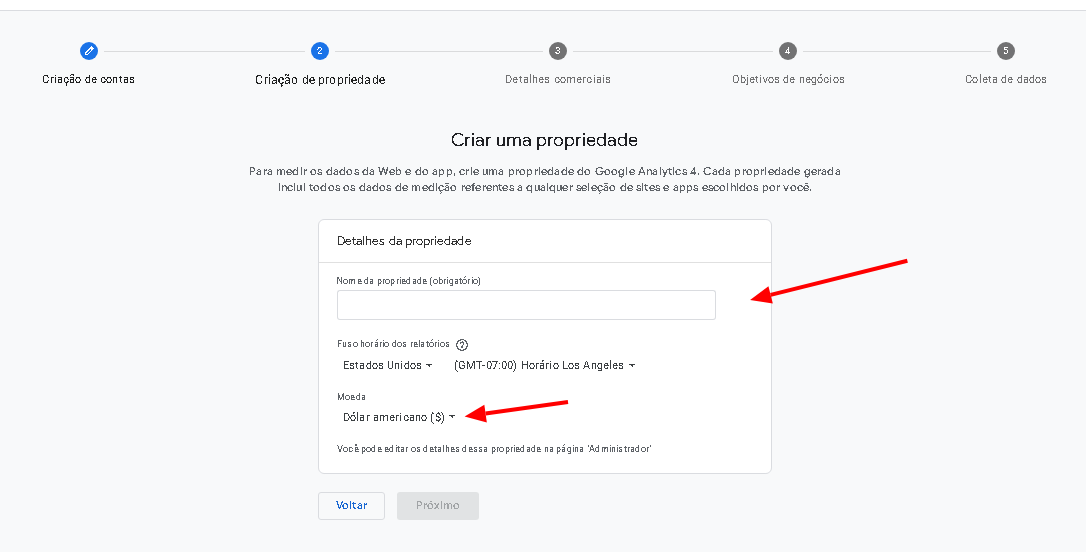 2 3 4 5
Criação de contas Criação de propriedade Detalhes comerciais Objetivos de negócios Coleta de dados
Criar uma propriedade
Para medir os dados da Web e do app, crie uma propriedade do Google Analytics 4. Cada propriedade gerada
inclui todos os dados de medição referentes a qualquer seleção de sites e apps escolhidos por você.
Detalhes da propriedade
Nome da propriedade (obrigatório)
Fuso horário dos relatórios ?
Estados Unidos (GMT-07:00) Horário Los Angeles
Moeda
Dólar americano ($)
Você pode editar os detalhes dessa propriedade na página 'Administrador'
Voltar Próximo